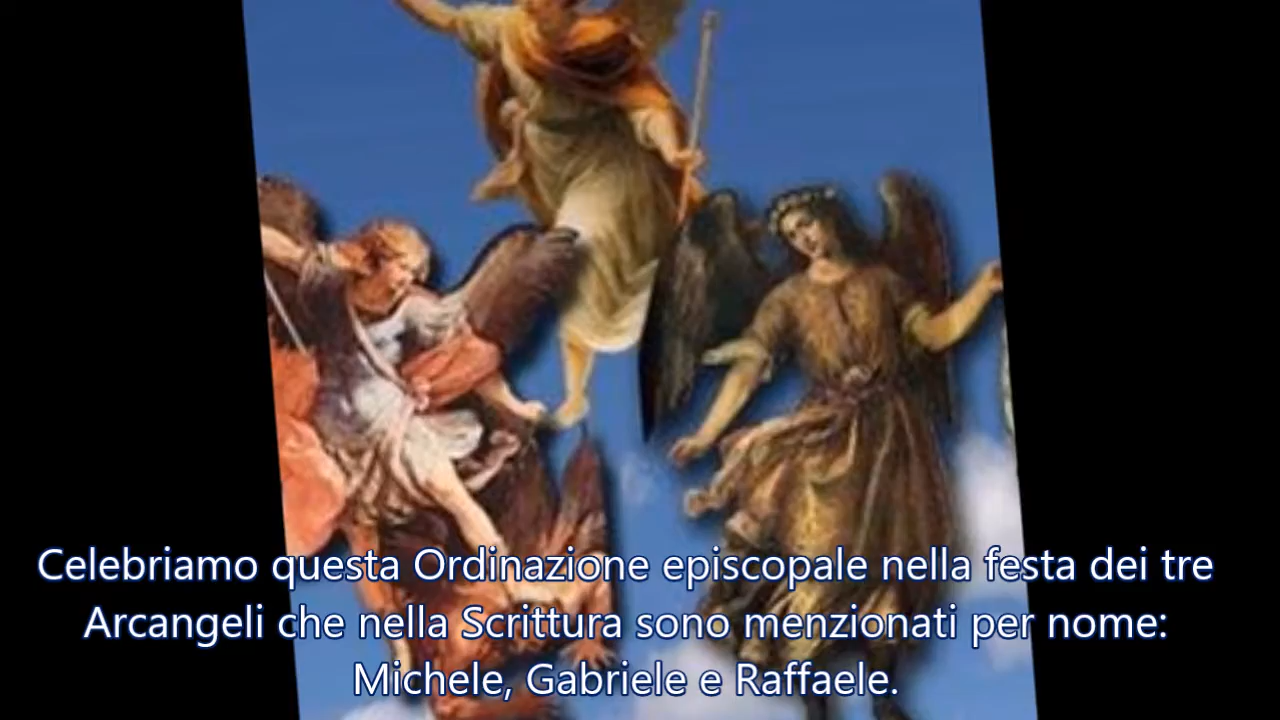 Celebriamo questa Ordinazione episcopale nella festa dei tre
Arcangeli che nella Scrittura sono menzionati per nome:
Michele, Gabriele e Raffaele.